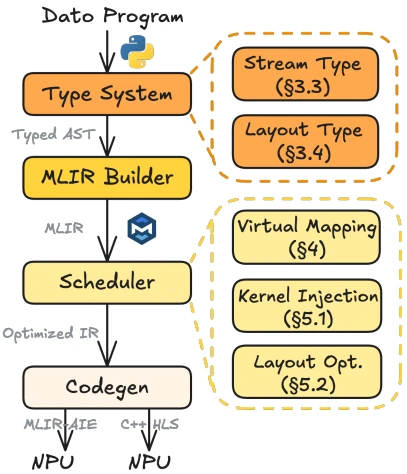 Dato Program
Type System
Stream Type
(§3.3)
Layout Type
(§3.4)
Typed AST
MLIR Builder
MLIR
Scheduler
Virtual Mapping
(§4)
Kernel Injection
(§5.1)
Layout Opt.
(§5.2)
Optimized IR
Codegen
MLIR-AIE
C++ HLS
NPU
NPU